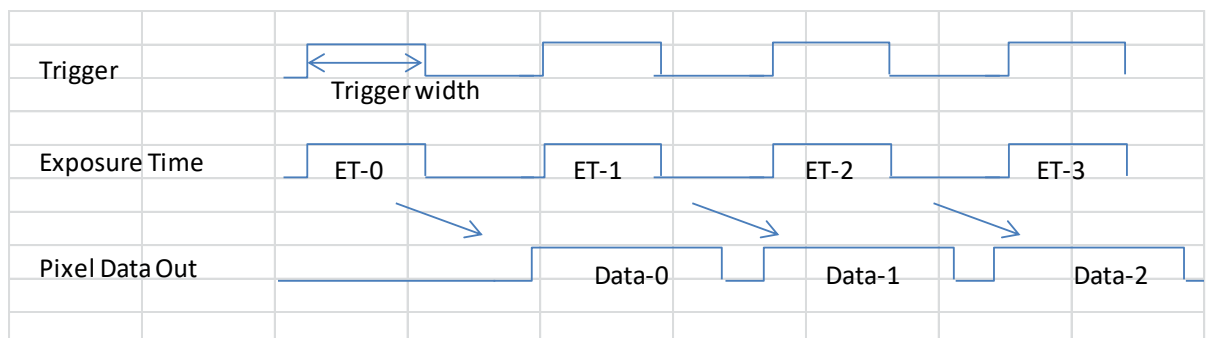 Trigger
Trigger width
Exposure Time
ET-0 ET-1 ET-2 ET-3
Pixel Data Out
Data-0 Data-1 Data-2